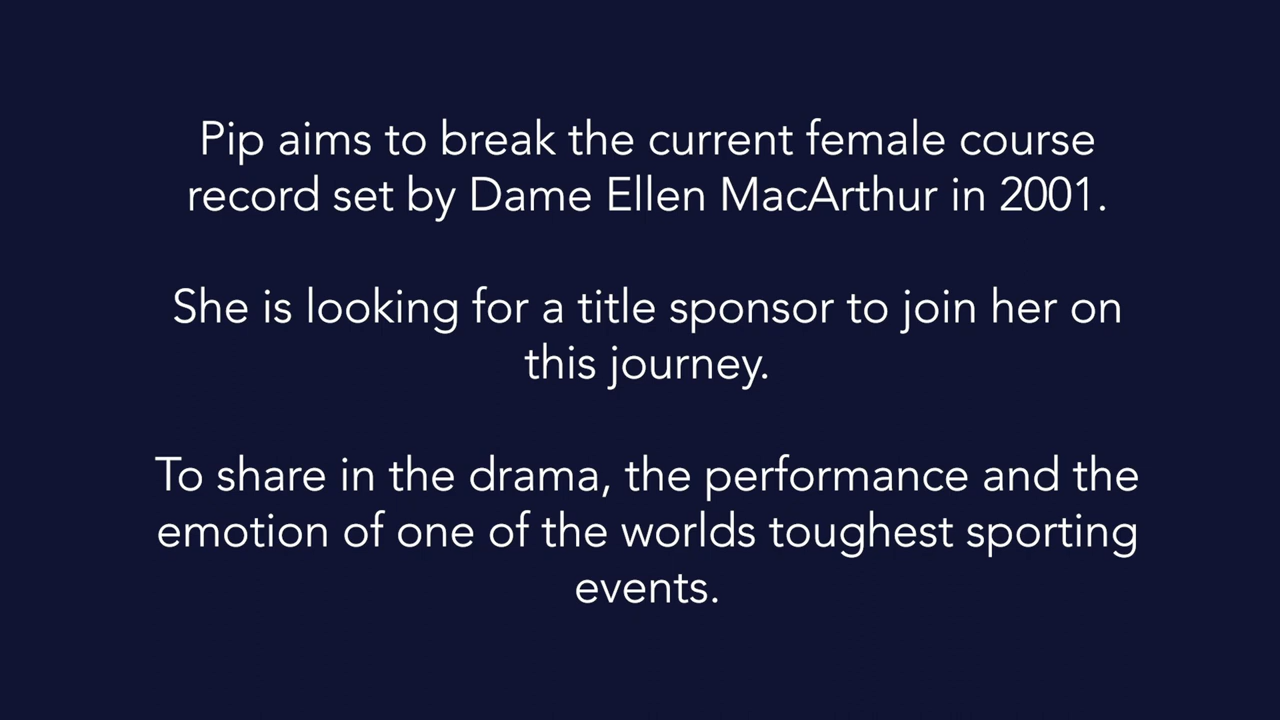 Pip aims to break the current female course
record set by Dame Ellen MacArthur in 2001.
She is looking for a title sponsor to join her on
this journey.
To share in the drama, the performance and the
emotion of one of the worlds toughest sporting
events.